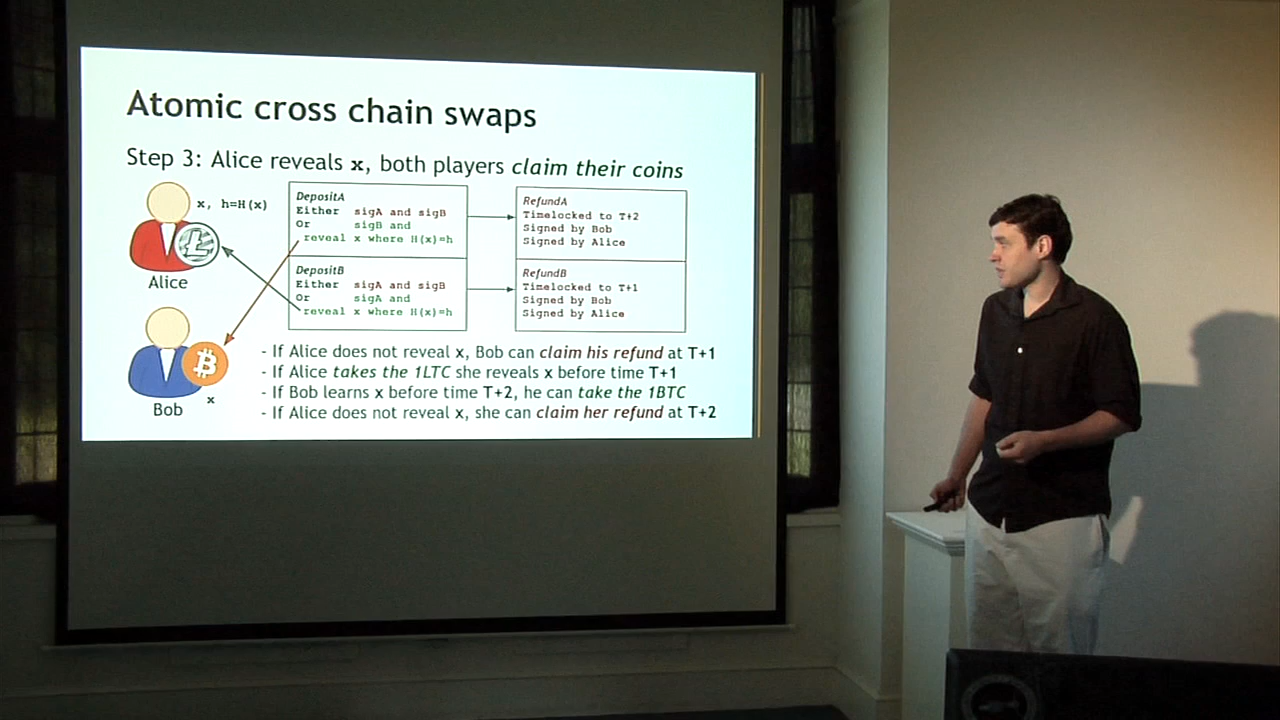 Atomic cross chain swaps
Step 3: Alice reveals x, both players claim their coins
x, h=H(x)
Alice
DepositA
Either sigA and sigB
Or sigB and
reveal x where H(x)=h
RefundA
Timelocked to T+2
Signed by Bob
Signed by Alice
DepositB
Either sigA and sigB
Or sigA and
reveal x where H(x)=h
RefundB
Timelocked to T+1
Signed by Bob
Signed by Alice
x
Bob
- If Alice does not reveal x, Bob can claim his refund at T+1
- If Alice takes the 1LTC she reveals x before time T+1
- If Bob learns x before time T+2, he can take the 1BTC
- If Alice does not reveal x, she can claim her refund at T+2